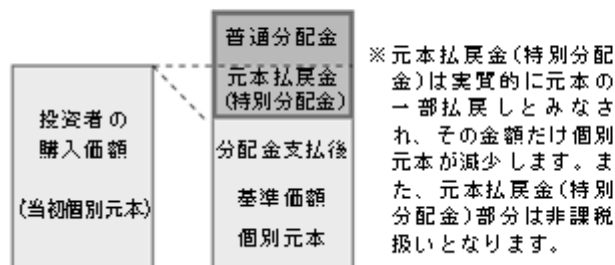 投資者の
購入価額
(当初個別元本)
普通分配金
元本払戻金
(特別分配金)
分配金支払後
基準価額
個別元本
※元本払戻金(特別分配
金)は実質的に元本の
一部払戻しとみなさ
れ、その金額だけ個別
元本が減少します。ま
た、元本払戻金(特別
分配金)部分は非課税
扱いとなります。